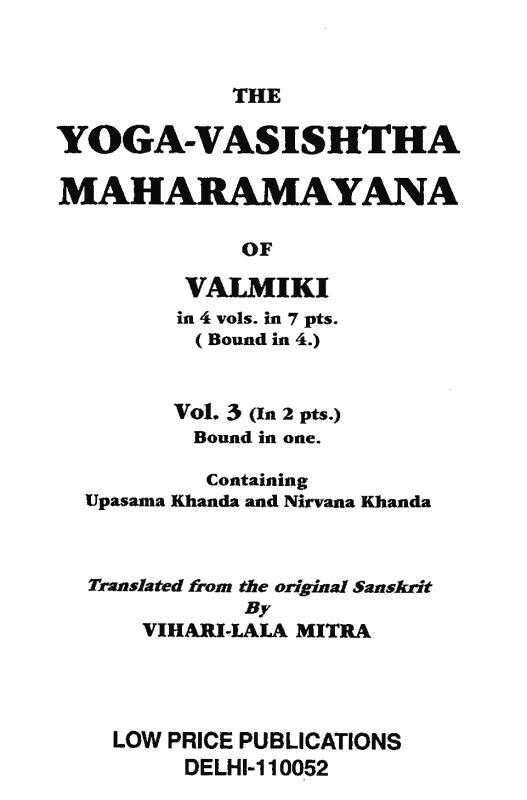 THE
YOGA-VASISHTHA
MAHARAMAYANA
OF
VALMIKI
in 4 vols. in 7 pts.
( Bound in 4.)
Vol. 3 (In 2 pts.)
Bound in one.
Containing
Upasama Khanda and Nirvana Khanda
Translated from the original Sanskrit
By
VIHARI-LALA MITRA
LOW PRICE PUBLICATIONS
DELHI-110052